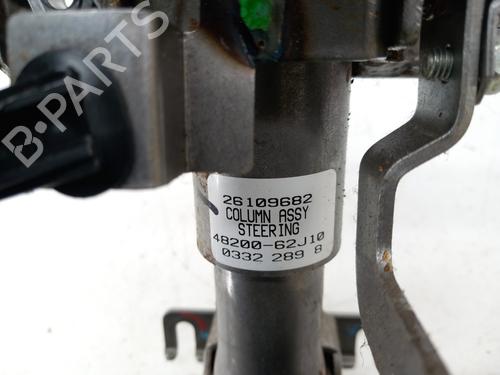 B-PARTS
26109682
COLUMN ASSY
STEERING
48200-62J10
0332 289 8